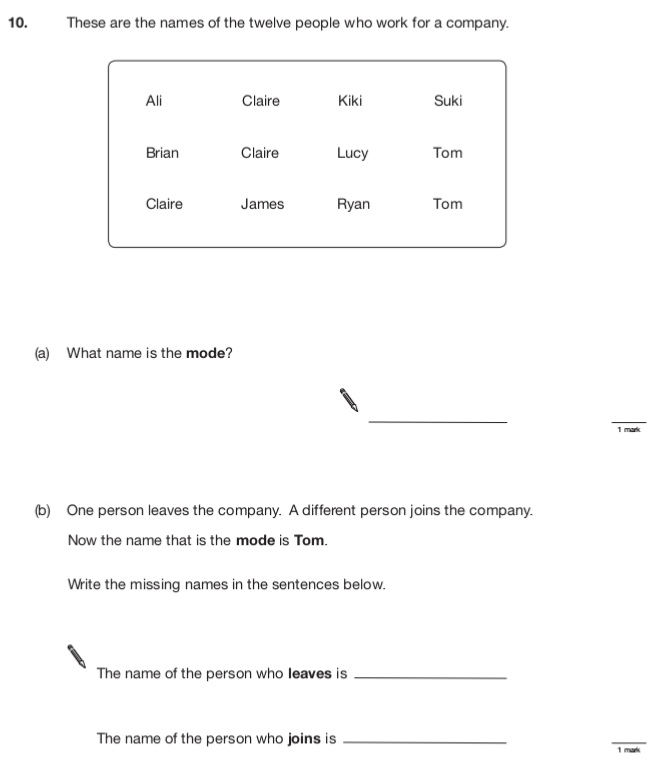 10. These are the names of the twelve people who work for a company.
Ali Claire Kiki Suki
Brian Claire Lucy Tom
Claire James Ryan Tom
(a) What name is the mode?
1 mark
(b) One person leaves the company. A different person joins the company.
Now the name that is the mode is Tom.
Write the missing names in the sentences below.
The name of the person who leaves is
The name of the person who joins is
1 mark